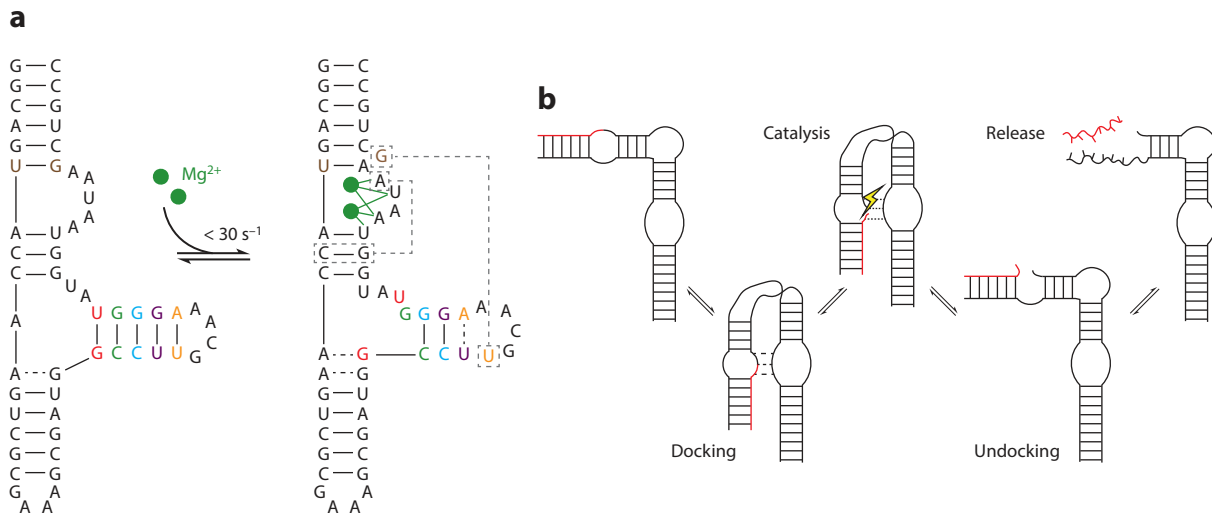 a
G C
G C
C G
A U
G C
U G
A
A
U
A
A
A U
C G
C G
U
A
A U G G G A A A
C
G C C U U G
A G
G U
U A
C G
G C
C G
G A
A A
Mg2+
< 30 s−1
G C
G C
C G
A U
G C
U A
G
A
U
A
A
A U
C G
C G
U
A
U
G G G A A A
C
A G C C U U G
A G
G U
U A
C G
G C
C G
G A
A A
b
Catalysis
Release
Docking
Undocking